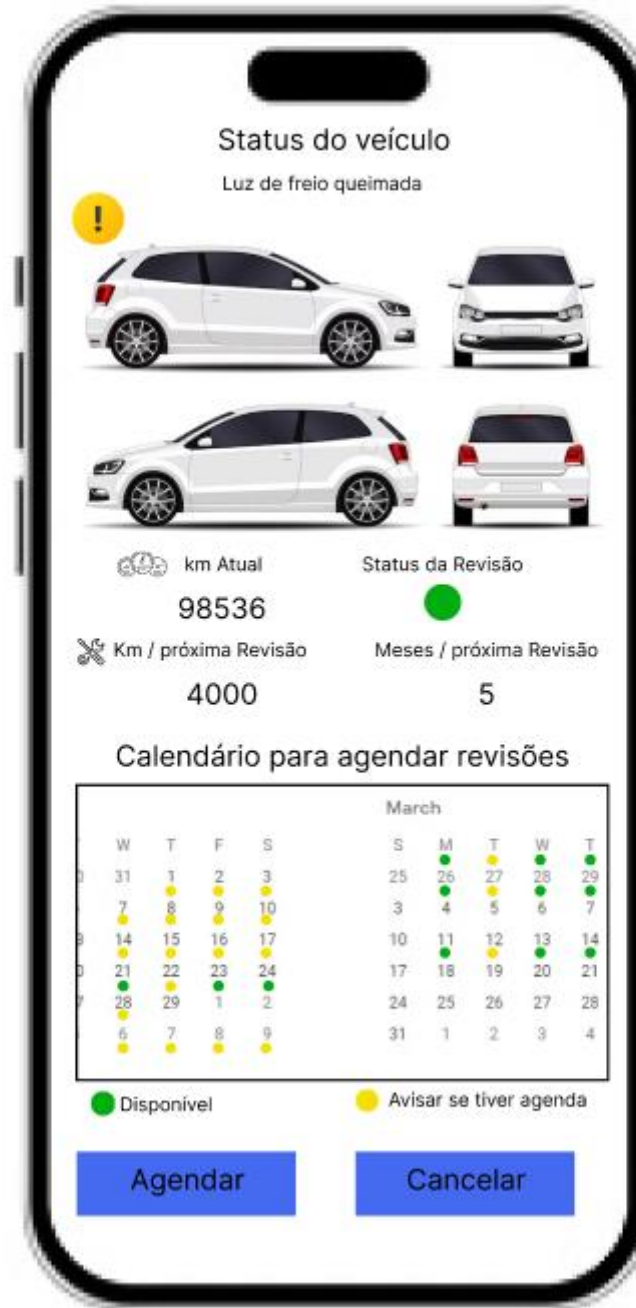 Status do veículo
Luz de freio queimada
!
km Atual Status da Revisão
98536
Km / próxima Revisão Meses / próxima Revisão
4000 5
Calendário para agendar revisões
March
W T F S S M T W T
31 1 2 3 25 26 27 28 29
7 8 9 10 3 4 5 6 7
14 15 16 17 10 11 12 13 14
21 22 23 24 17 18 19 20 21
28 29 1 2 24 25 26 27 28
6 7 8 9 31 1 2 3 4
Disponível Avisar se tiver agenda
Agendar Cancelar